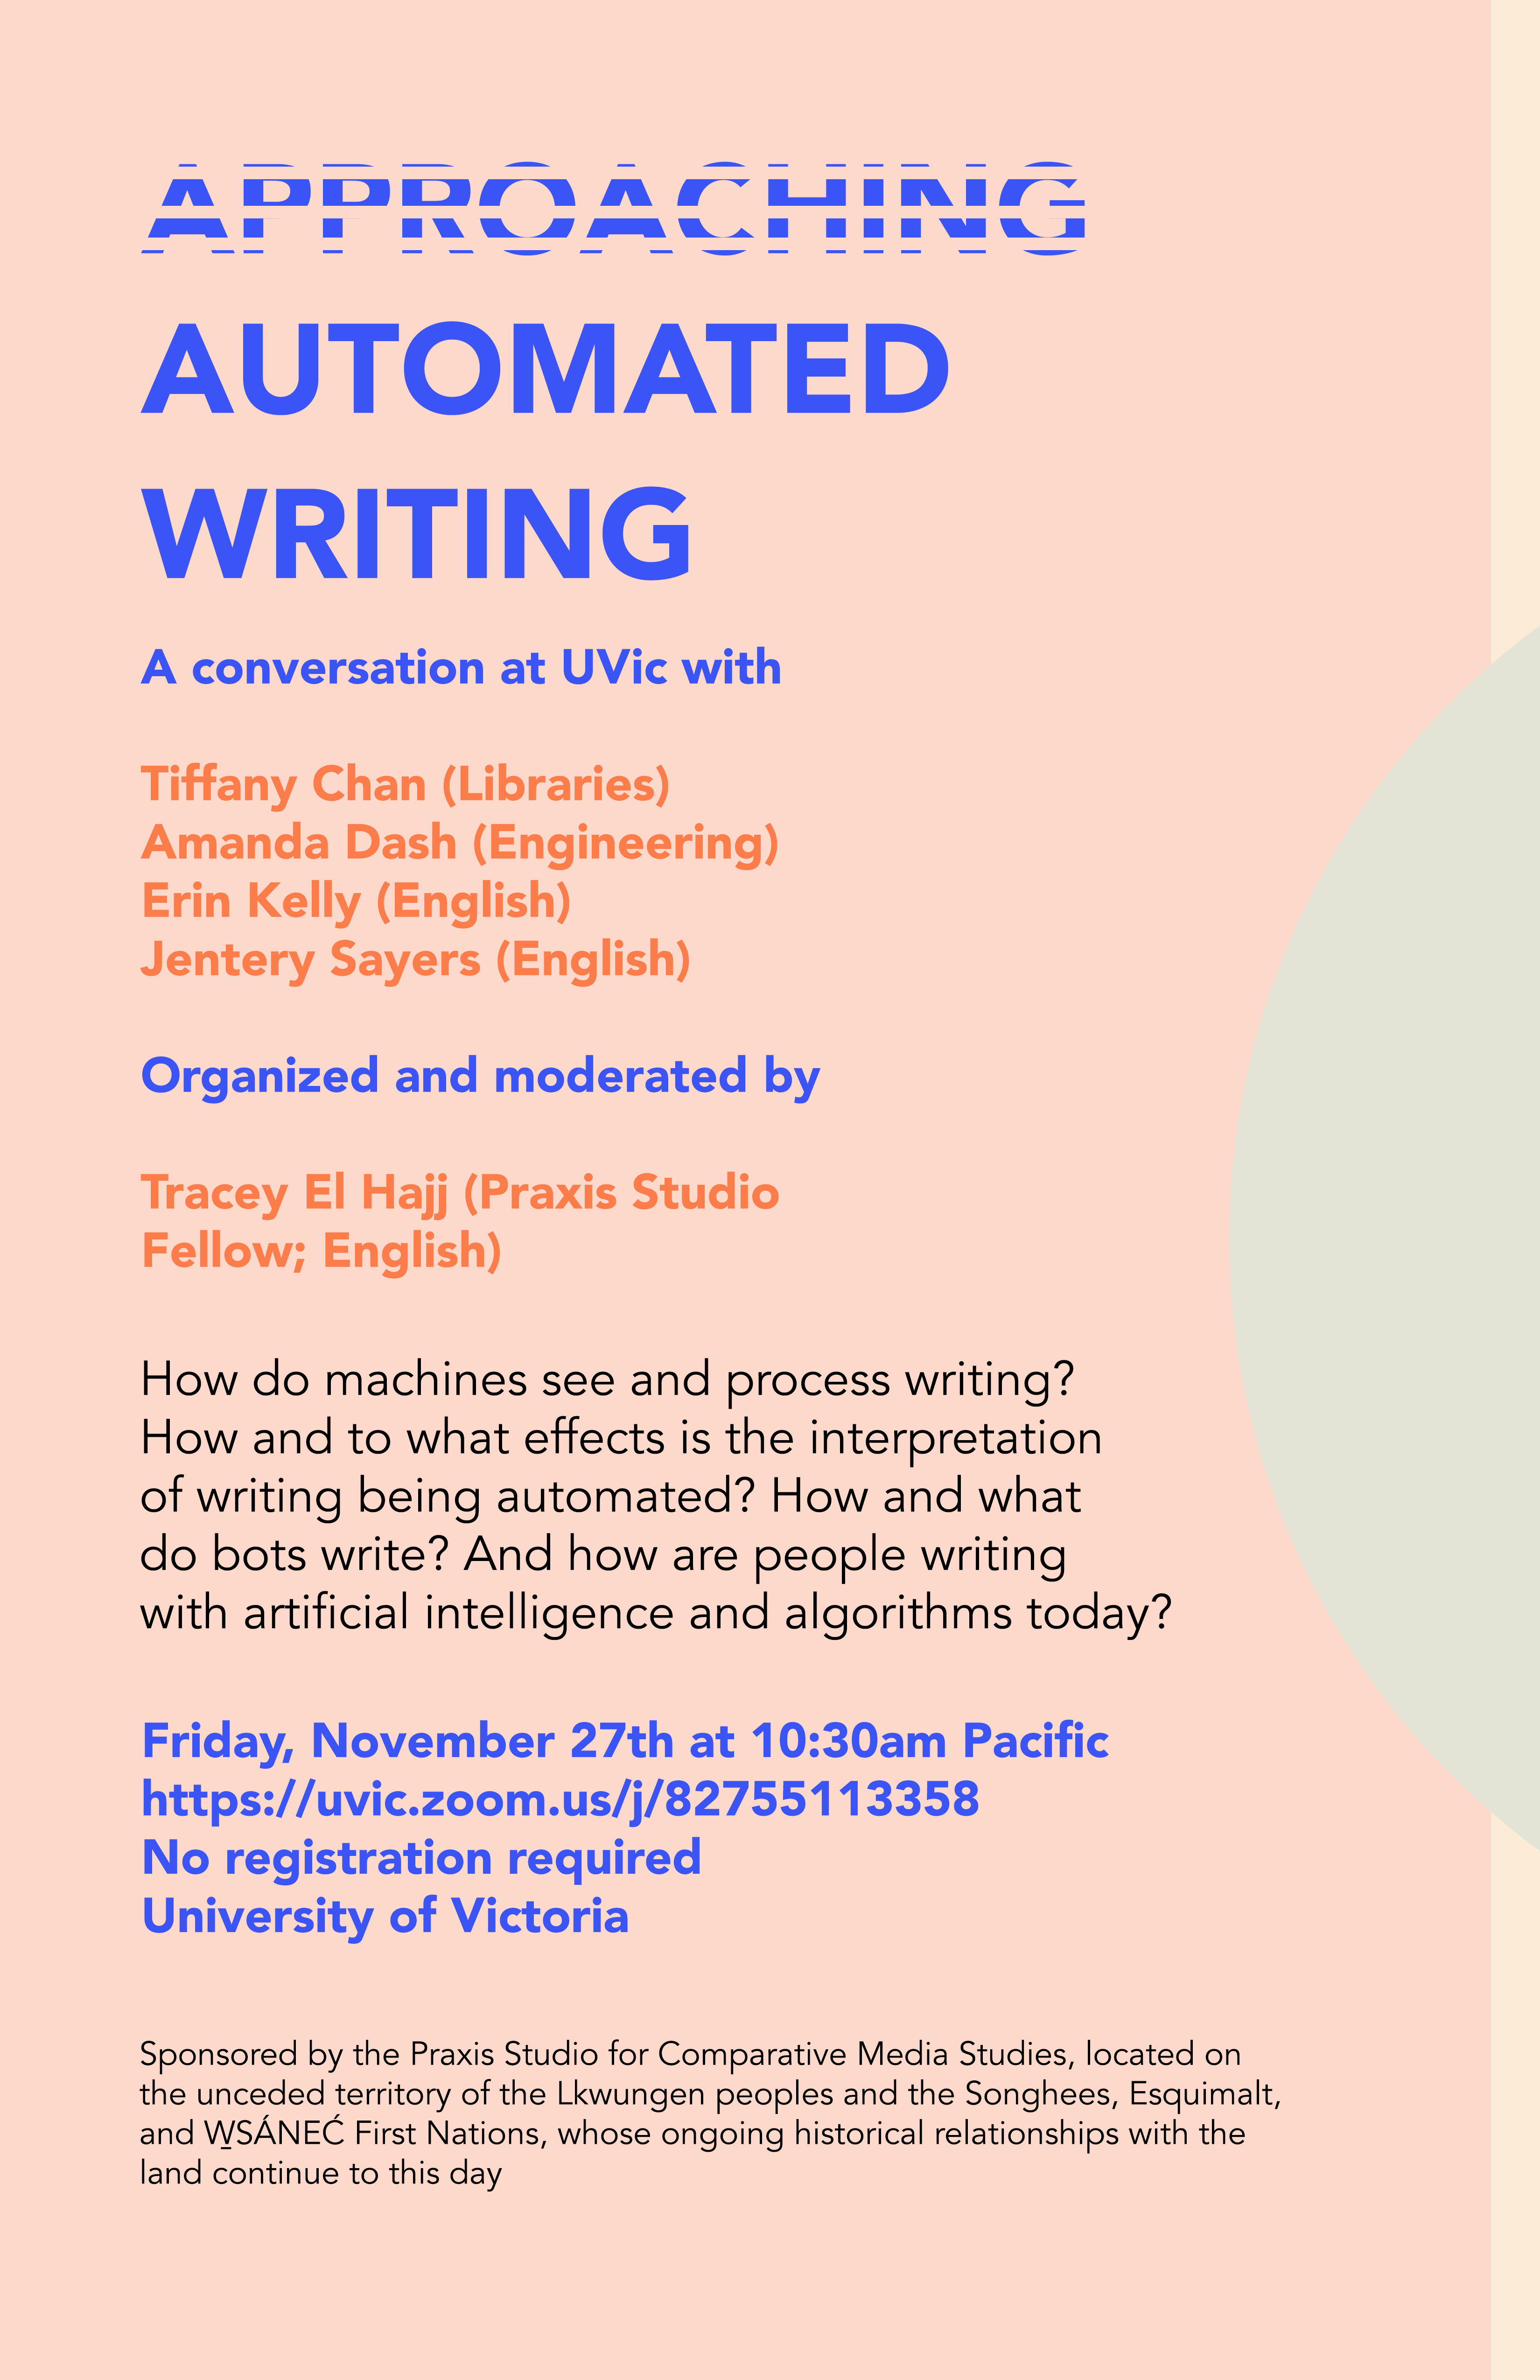 APPROACHING
AUTOMATED
WRITING
A conversation at UVic with
Tiffany Chan (Libraries)
Amanda Dash (Engineering)
Erin Kelly (English)
Jentery Sayers (English)
Organized and moderated by
Tracey El Hajj (Praxis Studio
Fellow; English)
How do machines see and process writing?
How and to what effects is the interpretation
of writing being automated? How and what
do bots write? And how are people writing
with artificial intelligence and algorithms today?
Friday, November 27th at 10:30am Pacific
https://uvic.zoom.us/j/82755113358
No registration required
University of Victoria
Sponsored by the Praxis Studio for Comparative Media Studies, located on
the unceded territory of the Lkwungen peoples and the Songhees, Esquimalt,
and W̱SÁNEĆ First Nations, whose ongoing historical relationships with the
land continue to this day